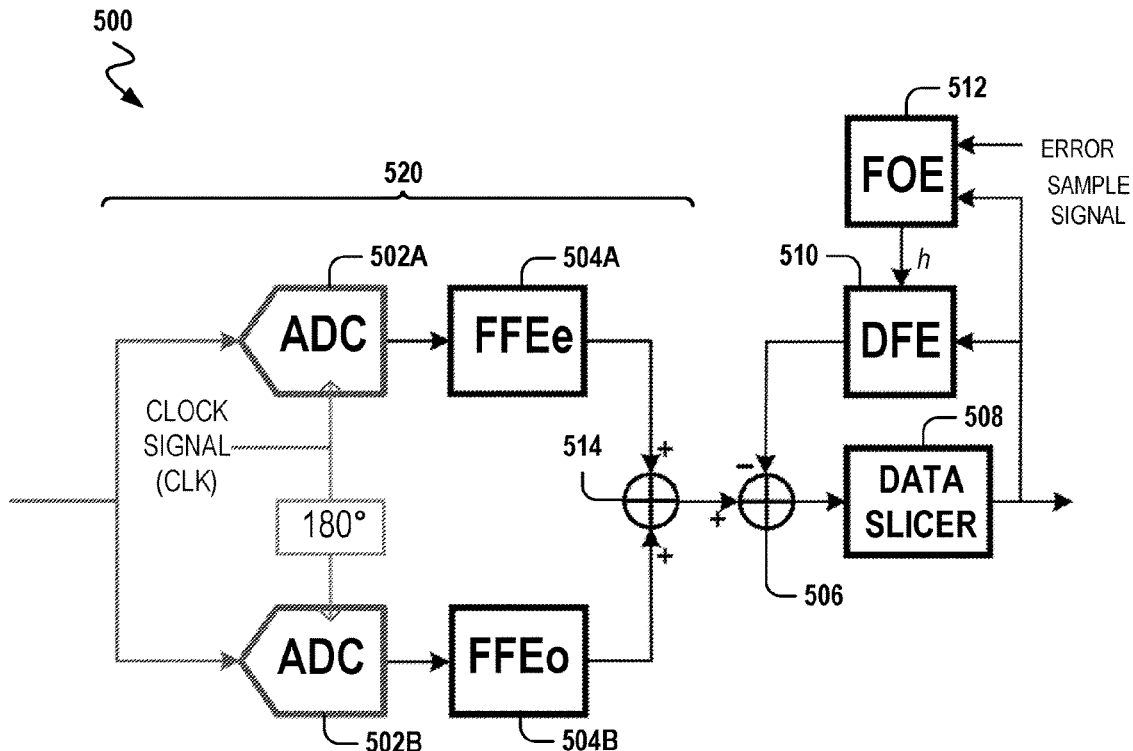 500
512
FOE
ERROR
SAMPLE
SIGNAL
520
h
502A
504A
510
ADC
FFEe
DFE
CLOCK
SIGNAL
(CLK)
508
514
+
−
DATA
SLICER
180°
+
+
506
ADC
FFEo
502B
504B